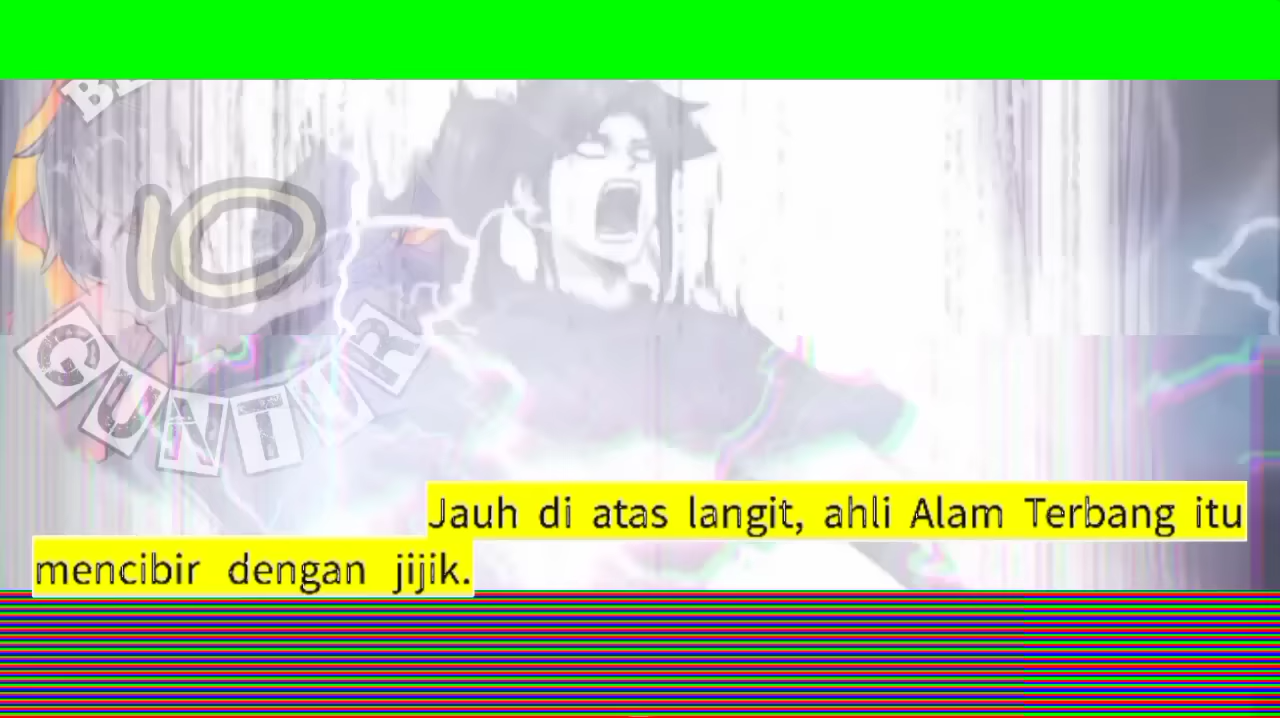 10
GUNTUR
Jauh di atas langit, ahli Alam Terbang itu
mencibir dengan jijik.